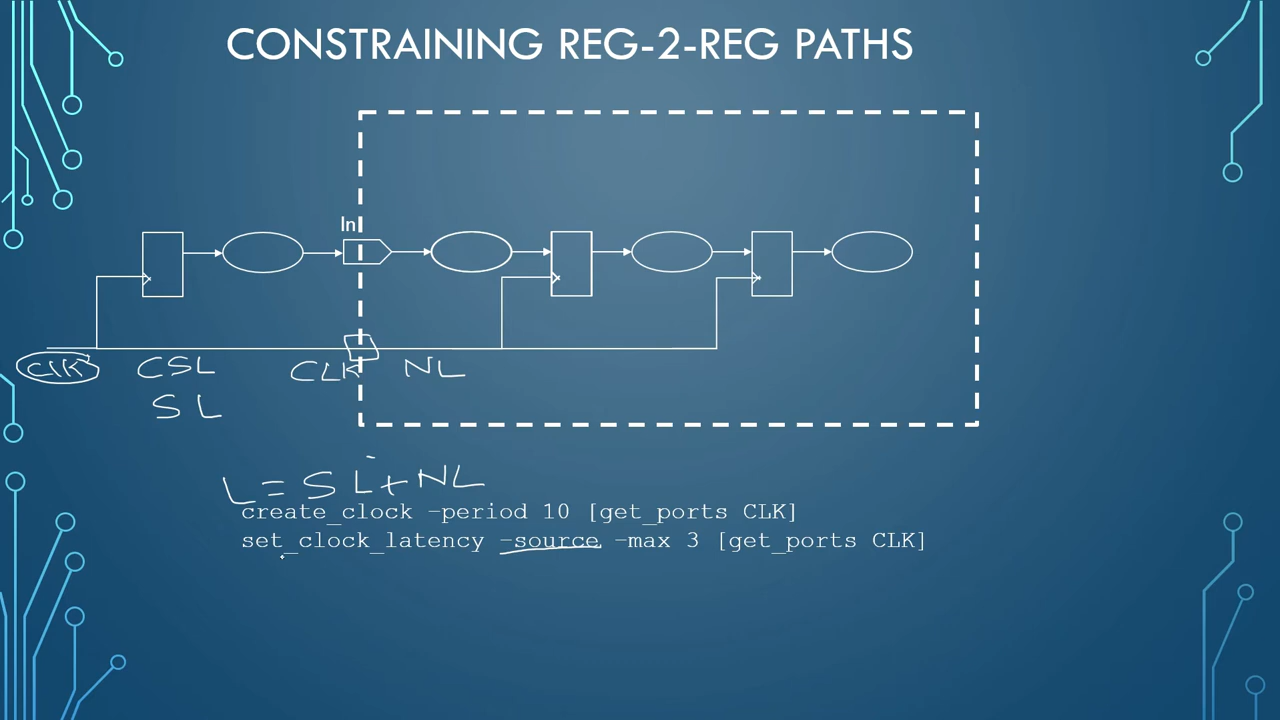 CONSTRAINING REG-2-REG PATHS
In
ClK CSL CLK NL
SL
L = SL + NL
create_clock –period 10 [get_ports CLK]
set_clock_latency –source –max 3 [get_ports CLK]